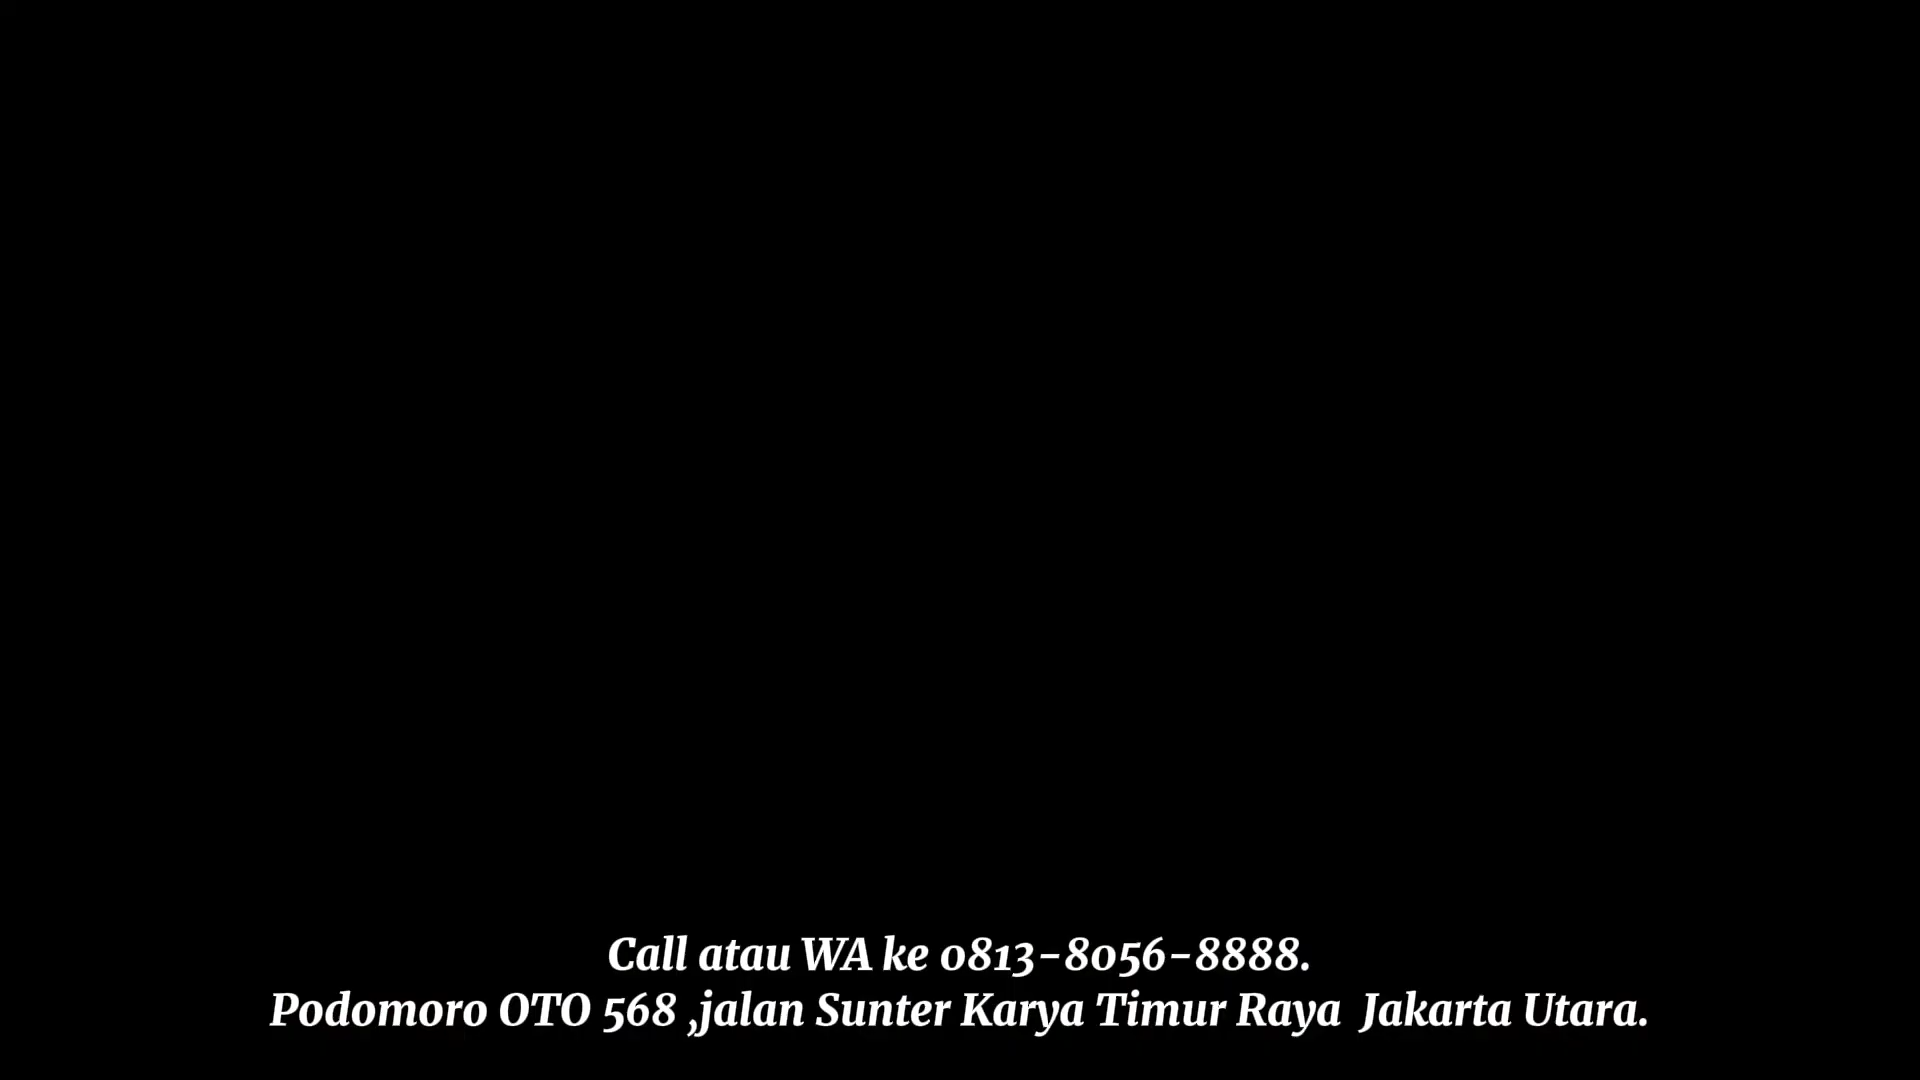 Call atau WA ke 0813-8056-8888.
Podomoro OTO 568 ,jalan Sunter Karya Timur Raya  Jakarta Utara.